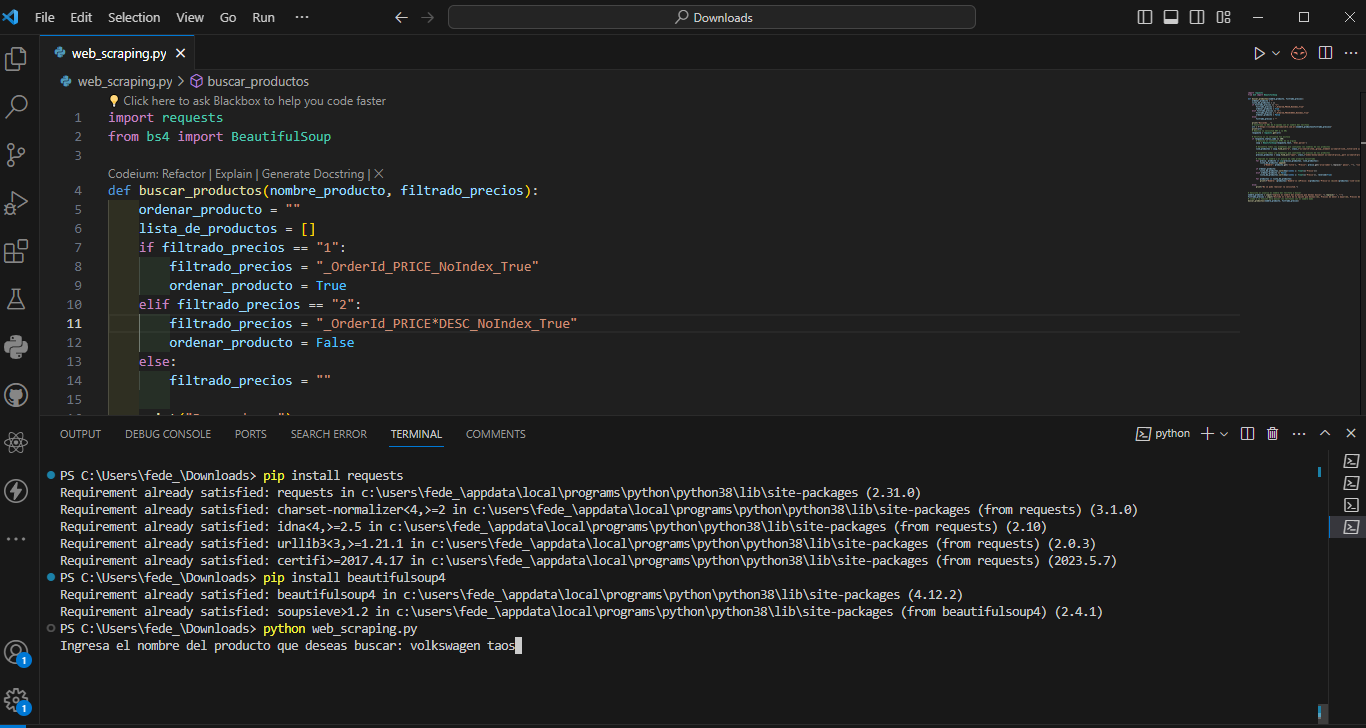 File Edit Selection View Go Run ··· Downloads
web_scraping.py
web_scraping.py > buscar_productos
Click here to ask Blackbox to help you code faster
1 import requests
2 from bs4 import BeautifulSoup
3
Codeium: Refactor | Explain | Generate Docstring | ×
4 def buscar_productos(nombre_producto, filtrado_precios):
5 ordenar_producto = ""
6 lista_de_productos = []
7 if filtrado_precios == "1":
8 filtrado_precios = "_OrderId_PRICE_NoIndex_True"
9 ordenar_producto = True
10 elif filtrado_precios == "2":
11 filtrado_precios = "_OrderId_PRICE*DESC_NoIndex_True"
12 ordenar_producto = False
13 else:
14 filtrado_precios = ""
15
OUTPUT DEBUG CONSOLE PORTS SEARCH ERROR TERMINAL COMMENTS python
PS C:\Users\fede_\Downloads> pip install requests
Requirement already satisfied: requests in c:\users\fede_\appdata\local\programs\python\python38\lib\site-packages (2.31.0)
Requirement already satisfied: charset-normalizer<4,>=2 in c:\users\fede_\appdata\local\programs\python\python38\lib\site-packages (from requests) (3.1.0)
Requirement already satisfied: idna<4,>=2.5 in c:\users\fede_\appdata\local\programs\python\python38\lib\site-packages (from requests) (2.10)
Requirement already satisfied: urllib3<3,>=1.21.1 in c:\users\fede_\appdata\local\programs\python\python38\lib\site-packages (from requests) (2.0.3)
Requirement already satisfied: certifi>=2017.4.17 in c:\users\fede_\appdata\local\programs\python\python38\lib\site-packages (from requests) (2023.5.7)
PS C:\Users\fede_\Downloads> pip install beautifulsoup4
Requirement already satisfied: beautifulsoup4 in c:\users\fede_\appdata\local\programs\python\python38\lib\site-packages (4.12.2)
Requirement already satisfied: soupsieve>1.2 in c:\users\fede_\appdata\local\programs\python\python38\lib\site-packages (from beautifulsoup4) (2.4.1)
PS C:\Users\fede_\Downloads> python web_scraping.py
Ingresa el nombre del producto que deseas buscar: volkswagen taos
1
1